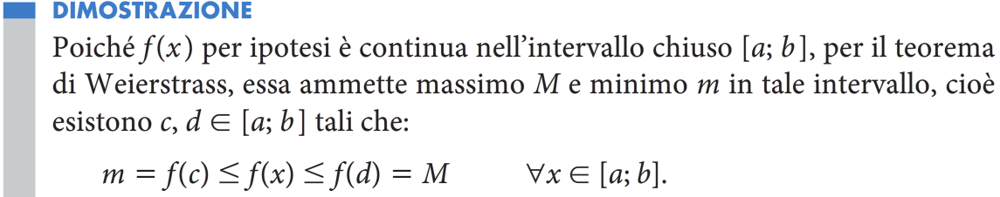 DIMOSTRAZIONE
Poiché f(x) per ipotesi è continua nell'intervallo chiuso [a; b], per il teorema
di Weierstrass, essa ammette massimo M e minimo m in tale intervallo, cioè
esistono c, d ∈ [a; b] tali che:
m = f(c) ≤ f(x) ≤ f(d) = M ∀x ∈ [a; b].